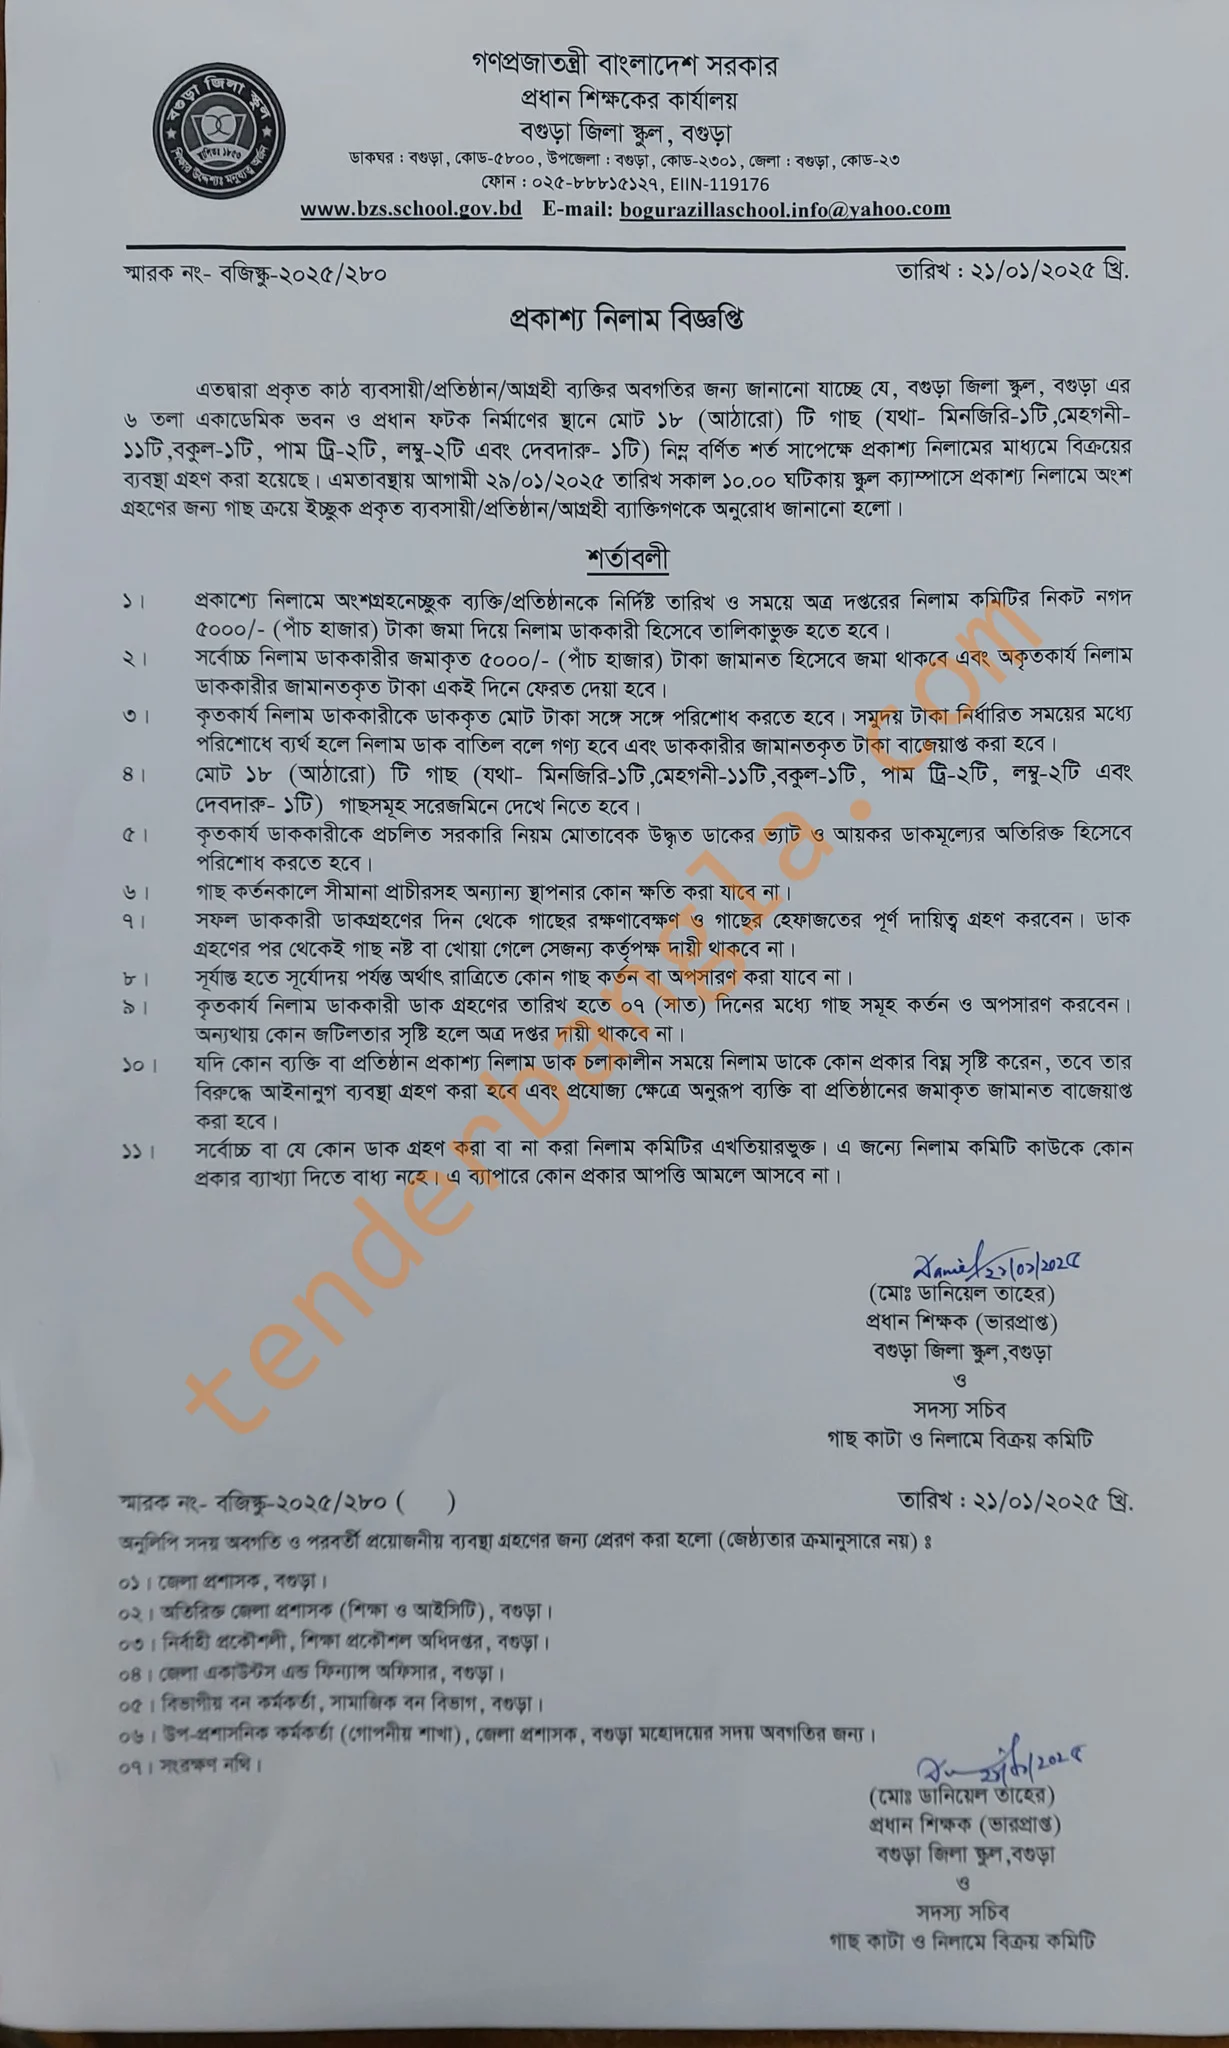 গণপ্রজাতন্ত্রী বাংলাদেশ সরকার
প্রধান শিক্ষকের কার্যালয়
বগুড়া জিলা স্কুল, বগুড়া
ডাকঘর : বগুড়া, কোড-৫৮০০, উপজেলা : বগুড়া, কোড-২৩০১, জেলা : বগুড়া, কোড-২৩
ফোন : ০২৫-৮৮৮১৫১২৭, EIIN-119176
www.bzs.school.gov.bd E-mail: bogurazillaschool.info@yahoo.com
বগুড়া জিলা স্কুল
স্থাপিত ১৮৫৩
শিক্ষার উদ্দেশ্যঃ মনুষ্যত্ব অর্জন
স্মারক নং- বজিস্কু-২০২৫/২৮০ তারিখ : ২১/০১/২০২৫ খ্রি.
প্রকাশ্য নিলাম বিজ্ঞপ্তি
এতদ্বারা প্রকৃত কাঠ ব্যবসায়ী/প্রতিষ্ঠান/আগ্রহী ব্যক্তির অবগতির জন্য জানানো যাচ্ছে যে, বগুড়া জিলা স্কুল, বগুড়া এর
৬ তলা একাডেমিক ভবন ও প্রধান ফটক নির্মাণের স্থানে মোট ১৮ (আঠারো) টি গাছ (যথা- মিনজিরি-১টি,মেহগনী-
১১টি,বকুল-১টি, পাম ট্রি-২টি, লম্বু-২টি এবং দেবদারু- ১টি) নিম্ন বর্ণিত শর্ত সাপেক্ষে প্রকাশ্য নিলামের মাধ্যমে বিক্রয়ের
ব্যবস্থা গ্রহণ করা হয়েছে। এমতাবস্থায় আগামী ২৯/০১/২০২৫ তারিখ সকাল ১০.০০ ঘটিকায় স্কুল ক্যাম্পাসে প্রকাশ্য নিলামে অংশ
গ্রহণের জন্য গাছ ক্রয়ে ইচ্ছুক প্রকৃত ব্যবসায়ী/প্রতিষ্ঠান/আগ্রহী ব্যাক্তিগণকে অনুরোধ জানানো হলো।
শর্তাবলী
১। প্রকাশ্যে নিলামে অংশগ্রহনেচ্ছুক ব্যক্তি/প্রতিষ্ঠানকে নির্দিষ্ট তারিখ ও সময়ে অত্র দপ্তরের নিলাম কমিটির নিকট নগদ
৫০০০/- (পাঁচ হাজার) টাকা জমা দিয়ে নিলাম ডাককারী হিসেবে তালিকাভুক্ত হতে হবে।
২। সর্বোচ্চ নিলাম ডাককারীর জমাকৃত ৫০০০/- (পাঁচ হাজার) টাকা জামানত হিসেবে জমা থাকবে এবং অকৃতকার্য নিলাম
ডাককারীর জামানতকৃত টাকা একই দিনে ফেরত দেয়া হবে।
৩। কৃতকার্য নিলাম ডাককারীকে ডাককৃত মোট টাকা সঙ্গে সঙ্গে পরিশোধ করতে হবে। সমুদয় টাকা নির্ধারিত সময়ের মধ্যে
পরিশোধে ব্যর্থ হলে নিলাম ডাক বাতিল বলে গণ্য হবে এবং ডাককারীর জামানতকৃত টাকা বাজেয়াপ্ত করা হবে।
৪। মোট ১৮ (আঠারো) টি গাছ (যথা- মিনজিরি-১টি,মেহগনী-১১টি,বকুল-১টি, পাম ট্রি-২টি, লম্বু-২টি এবং
দেবদারু- ১টি) গাছসমূহ সরেজমিনে দেখে নিতে হবে।
৫। কৃতকার্য ডাককারীকে প্রচলিত সরকারি নিয়ম মোতাবেক উদ্ধৃত ডাকের ভ্যাট ও আয়কর ডাকমূল্যের অতিরিক্ত হিসেবে
পরিশোধ করতে হবে।
৬। গাছ কর্তনকালে সীমানা প্রাচীরসহ অন্যান্য স্থাপনার কোন ক্ষতি করা যাবে না।
৭। সফল ডাককারী ডাকগ্রহণের দিন থেকে গাছের রক্ষণাবেক্ষণ ও গাছের হেফাজতের পূর্ণ দায়িত্ব গ্রহণ করবেন। ডাক
গ্রহণের পর থেকেই গাছ নষ্ট বা খোয়া গেলে সেজন্য কর্তৃপক্ষ দায়ী থাকবে না।
৮। সূর্যাস্ত হতে সূর্যোদয় পর্যন্ত অর্থাৎ রাত্রিতে কোন গাছ কর্তন বা অপসারণ করা যাবে না।
৯। কৃতকার্য নিলাম ডাককারী ডাক গ্রহণের তারিখ হতে ০৭ (সাত) দিনের মধ্যে গাছ সমূহ কর্তন ও অপসারণ করবেন।
অন্যথায় কোন জটিলতার সৃষ্টি হলে অত্র দপ্তর দায়ী থাকবে না।
১০। যদি কোন ব্যক্তি বা প্রতিষ্ঠান প্রকাশ্য নিলাম ডাক চলাকালীন সময়ে নিলাম ডাকে কোন প্রকার বিঘ্ন সৃষ্টি করেন, তবে তার
বিরুদ্ধে আইনানুগ ব্যবস্থা গ্রহণ করা হবে এবং প্রযোজ্য ক্ষেত্রে অনুরূপ ব্যক্তি বা প্রতিষ্ঠানের জমাকৃত জামানত বাজেয়াপ্ত
করা হবে।
১১। সর্বোচ্চ বা যে কোন ডাক গ্রহণ করা বা না করা নিলাম কমিটির এখতিয়ারভুক্ত। এ জন্যে নিলাম কমিটি কাউকে কোন
প্রকার ব্যাখ্যা দিতে বাধ্য নহে। এ ব্যাপারে কোন প্রকার আপত্তি আমলে আসবে না।
tenderbangla.com
২১/০১/২০২৫
(মোঃ ডানিয়েল তাহের)
প্রধান শিক্ষক (ভারপ্রাপ্ত)
বগুড়া জিলা স্কুল,বগুড়া
ও
সদস্য সচিব
গাছ কাটা ও নিলামে বিক্রয় কমিটি
স্মারক নং- বজিস্কু-২০২৫/২৮০ ( ) তারিখ : ২১/০১/২০২৫ খ্রি.
অনুলিপি সদয় অবগতি ও পরবর্তী প্রয়োজনীয় ব্যবস্থা গ্রহণের জন্য প্রেরণ করা হলো (জেষ্ঠ্যতার ক্রমানুসারে নয়) ঃ
০১। জেলা প্রশাসক, বগুড়া।
০২। অতিরিক্ত জেলা প্রশাসক (শিক্ষা ও আইসিটি), বগুড়া।
০৩। নির্বাহী প্রকৌশলী, শিক্ষা প্রকৌশল অধিদপ্তর, বগুড়া।
০৪। জেলা একাউন্টস এন্ড ফিন্যান্স অফিসার, বগুড়া।
০৫। বিভাগীয় বন কর্মকর্তা, সামাজিক বন বিভাগ, বগুড়া।
০৬। উপ-প্রশাসনিক কর্মকর্তা (গোপনীয় শাখা), জেলা প্রশাসক, বগুড়া মহোদয়ের সদয় অবগতির জন্য।
০৭। সংরক্ষণ নথি।
২১/০১/২০২৫
(মোঃ ডানিয়েল তাহের)
প্রধান শিক্ষক (ভারপ্রাপ্ত)
বগুড়া জিলা স্কুল,বগুড়া
ও
সদস্য সচিব
গাছ কাটা ও নিলামে বিক্রয় কমিটি